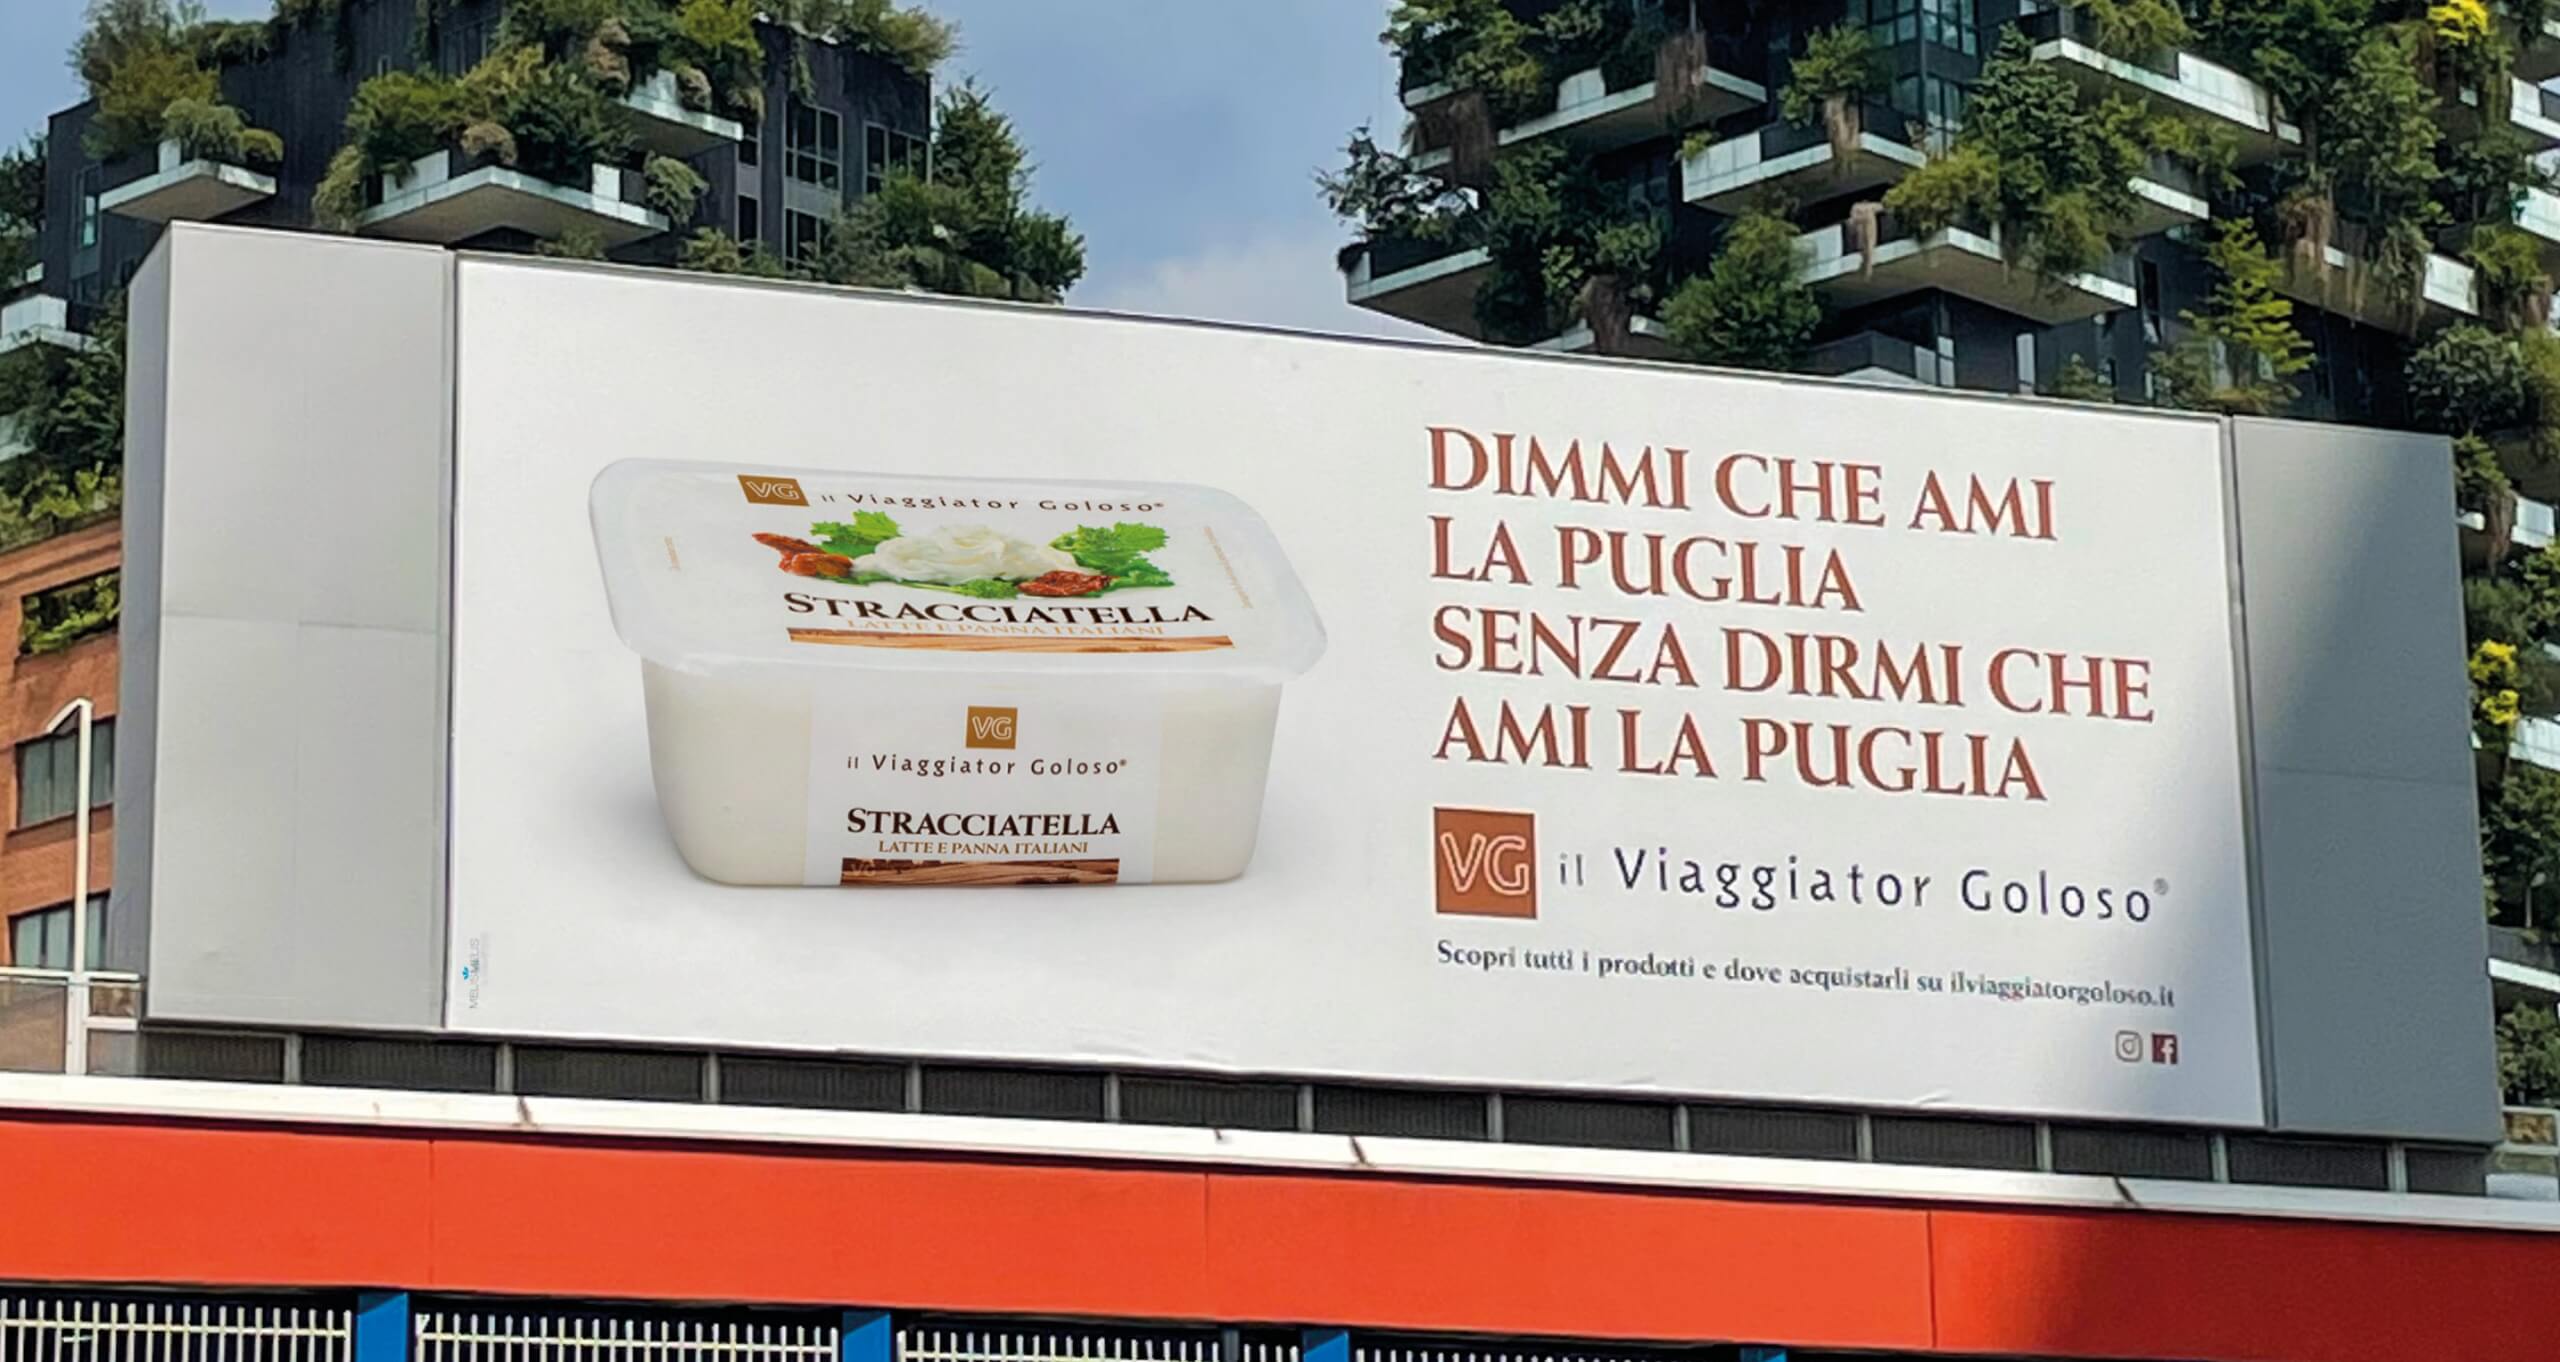 VG il Viaggiator Goloso®
STRACCIATELLA
LATTE E PANNA ITALIANI
VG
il Viaggiator Goloso®
STRACCIATELLA
LATTE E PANNA ITALIANI
VG
DIMMI CHE AMI
LA PUGLIA
SENZA DIRMI CHE
AMI LA PUGLIA
VG il Viaggiator Goloso®
Scopri tutti i prodotti e dove acquistarli su ilviaggiatorgoloso.it